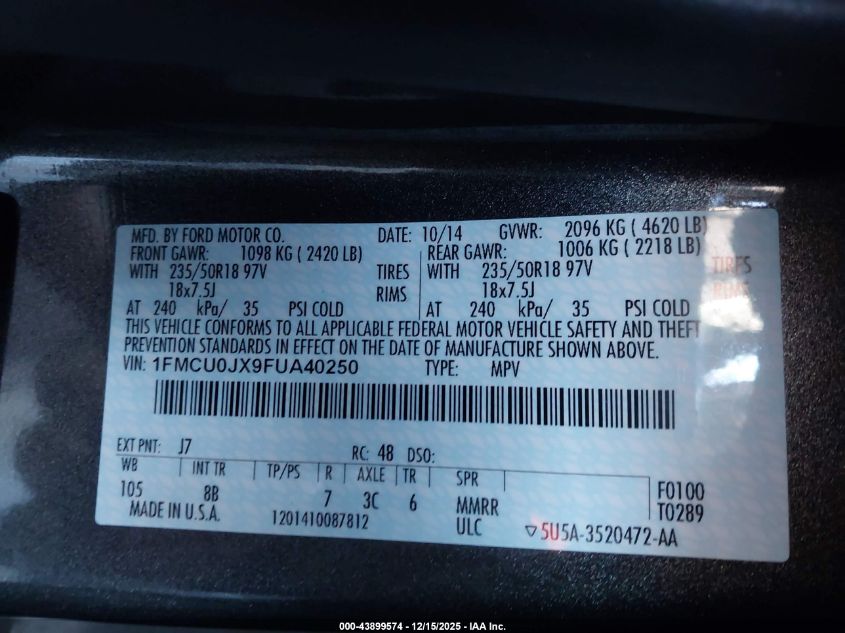 MFD. BY FORD MOTOR CO. DATE: 10/14 GVWR: 2096 KG ( 4620 LB)
FRONT GAWR: 1098 KG ( 2420 LB) REAR GAWR: 1006 KG ( 2218 LB)
WITH 235/50R18 97V TIRES WITH 235/50R18 97V TIRES
18x7.5J RIMS 18x7.5J RIMS
AT 240 kPa/ 35 PSI COLD AT 240 kPa/ 35 PSI COLD
THIS VEHICLE CONFORMS TO ALL APPLICABLE FEDERAL MOTOR VEHICLE SAFETY AND THEFT
PREVENTION STANDARDS IN EFFECT ON THE DATE OF MANUFACTURE SHOWN ABOVE.
VIN: 1FMCU0JX9FUA40250 TYPE: MPV
EXT PNT: J7 RC: 48 DSO:
WB INT TR TP/PS R AXLE TR SPR
105 8B 7 3C 6 MMRR F0100
MADE IN U.S.A. 1201410087812 ULC T0289
▽5U5A-3520472-AA
000-43899574 - 12/15/2025 - IAA Inc.